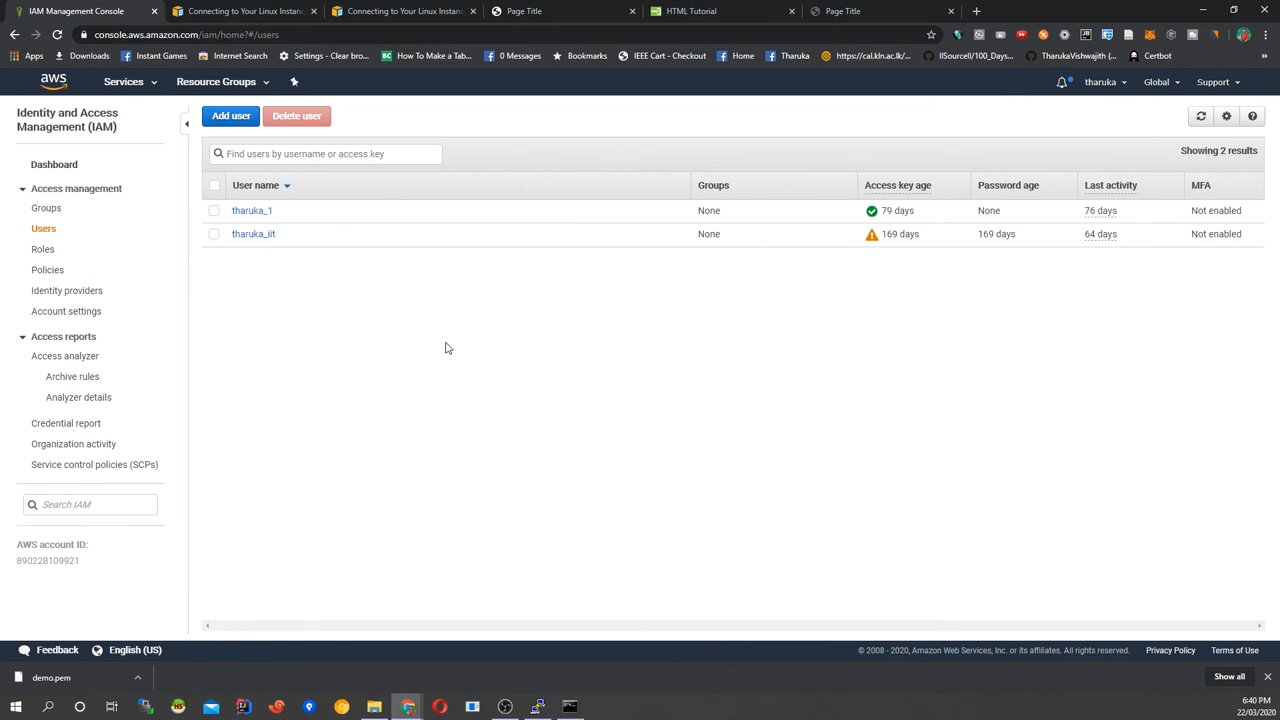 IAM Management Console
Connecting to Your Linux Instanc
Connecting to Your Linux Instanc
Page Title
HTML Tutorial
Page Title
console.aws.amazon.com/iam/home?#/users
Apps
Downloads
Instant Games
Internet Search
Settings - Clear bro...
How To Make a Tab...
0 Messages
Bookmarks
IEEE Cart - Checkout
Home
Tharuka
https://cal.kln.ac.lk/...
llSourcell/100_Days...
TharukaVishwajith (...
Certbot
aws
Services
Resource Groups
tharuka
Global
Support
Identity and Access
Management (IAM)
Dashboard
Access management
Groups
Users
Roles
Policies
Identity providers
Account settings
Access reports
Access analyzer
Archive rules
Analyzer details
Credential report
Organization activity
Service control policies (SCPs)
Search IAM
AWS account ID:
890228109921
Add user
Delete user
Find users by username or access key
Showing 2 results
User name
Groups
Access key age
Password age
Last activity
MFA
tharuka_1
None
79 days
None
76 days
Not enabled
tharuka_iit
None
169 days
169 days
64 days
Not enabled
Feedback
English (US)
© 2008 - 2020, Amazon Web Services, Inc. or its affiliates. All rights reserved.
Privacy Policy
Terms of Use
demo.pem
Show all
6:40 PM
22/03/2020